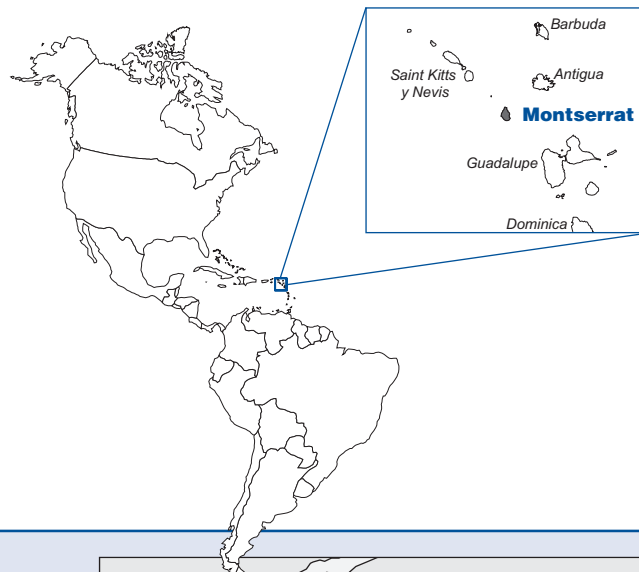 Barbuda
Saint Kitts
y Nevis
Antigua
Montserrat
Guadalupe
Dominica